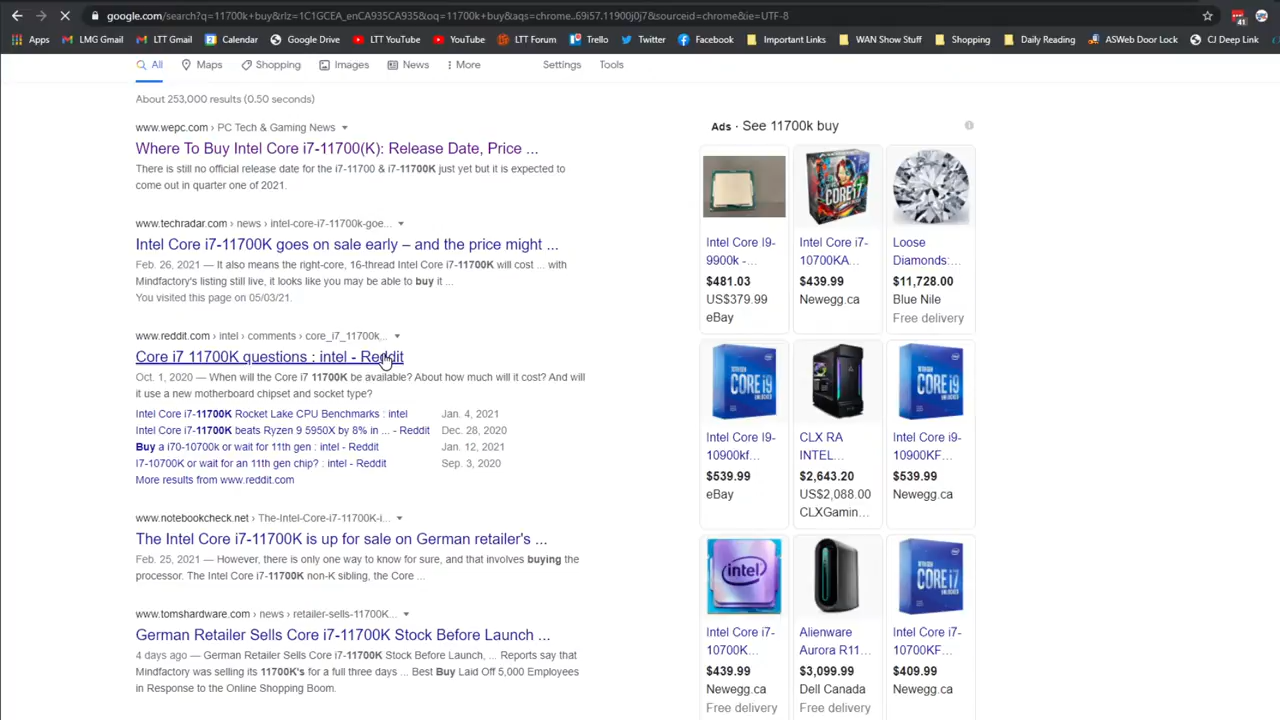 google.com/search?q=11700k+buy&rlz=1C1GCEA_enCA935CA935&oq=11700k+buy&aqs=chrome..69i57.11900j0j7&sourceid=chrome&ie=UTF-8
41
Apps LMG Gmail LTT Gmail Calendar Google Drive LTT YouTube YouTube LTT Forum Trello Twitter Facebook Important Links WAN Show Stuff Shopping Daily Reading ASWeb Door Lock CJ Deep Link
All Maps Shopping Images News More Settings Tools
About 253,000 results (0.50 seconds)
www.wepc.com › PC Tech & Gaming News
Where To Buy Intel Core i7-11700(K): Release Date, Price ...
There is still no official release date for the i7-11700 & i7-11700K just yet but it is expected to
come out in quarter one of 2021.
www.techradar.com › news › intel-core-i7-11700k-goe...
Intel Core i7-11700K goes on sale early – and the price might ...
Feb. 26, 2021 — It also means the right-core, 16-thread Intel Core i7-11700K will cost ... with
Mindfactory's listing still live, it looks like you may be able to buy it ...
You visited this page on 05/03/21.
www.reddit.com › intel › comments › core_i7_11700k...
Core i7 11700K questions : intel - Reddit
Oct. 1, 2020 — When will the Core i7 11700K be available? About how much will it cost? And will
it use a new motherboard chipset and socket type?
Intel Core i7-11700K Rocket Lake CPU Benchmarks : intel Jan. 4, 2021
Intel Core i7-11700K beats Ryzen 9 5950X by 8% in ... - Reddit Dec. 28, 2020
Buy a i70-10700k or wait for 11th gen : intel - Reddit Jan. 12, 2021
I7-10700K or wait for an 11th gen chip? : intel - Reddit Sep. 3, 2020
More results from www.reddit.com
www.notebookcheck.net › The-Intel-Core-i7-11700K-i...
The Intel Core i7-11700K is up for sale on German retailer's ...
Feb. 25, 2021 — However, there is only one way to know for sure, and that involves buying the
processor. The Intel Core i7-11700K non-K sibling, the Core ...
www.tomshardware.com › news › retailer-sells-11700K...
German Retailer Sells Core i7-11700K Stock Before Launch ...
4 days ago — German Retailer Sells Core i7-11700K Stock Before Launch, ... Reports say that
Mindfactory was selling its 11700K's for a full three days ... Best Buy Laid Off 5,000 Employees
in Response to the Online Shopping Boom.
Ads · See 11700k buy
CORE i7
Intel Core I9-
9900k -...
$481.03
US$379.99
eBay
Intel Core i7-
10700KA...
$439.99
Newegg.ca
Loose
Diamonds:...
$11,728.00
Blue Nile
Free delivery
CORE i9
CORE i9
Intel Core I9-
10900kf...
$539.99
eBay
CLX RA
INTEL...
$2,643.20
US$2,088.00
CLXGamin...
Intel Core i9-
10900KF...
$539.99
Newegg.ca
intel
CORE i7
Intel Core i7-
10700K...
$439.99
Newegg.ca
Free delivery
Alienware
Aurora R11...
$3,099.99
Dell Canada
Free delivery
Intel Core i7-
10700KF...
$409.99
Newegg.ca